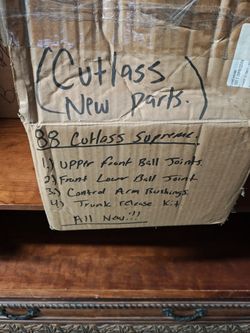 (Cutlass
New Parts.)
88 Cutlass Supreme
1) Upper Front Ball Joints.
2) Front Lower Ball Joint
3) Control Arm Bushings.
4) Trunk release Kit
All New!!!